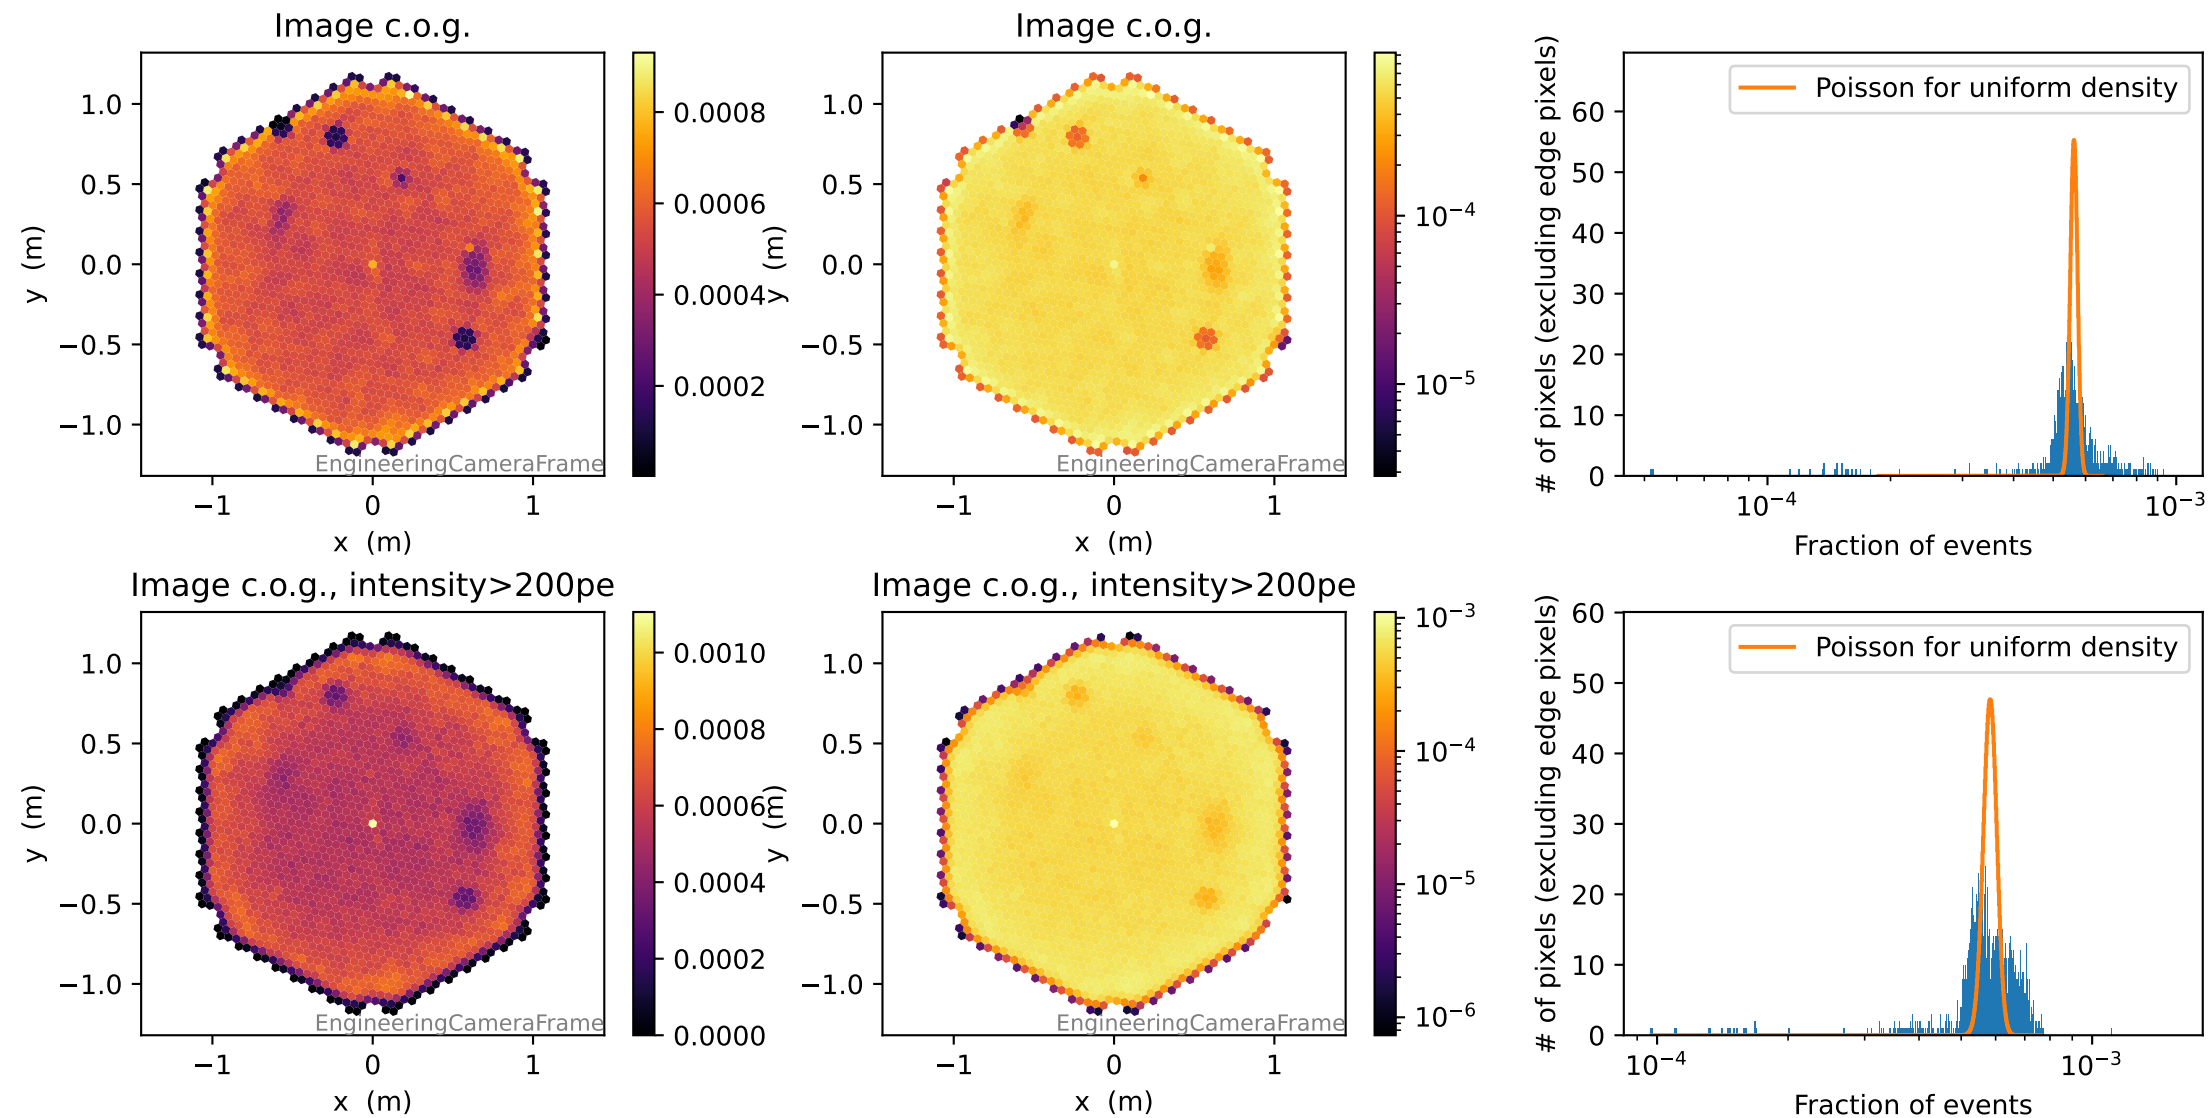 Image c.o.g.
y (m)
1.0
0.5
0.0
−0.5
−1.0
EngineeringCameraFrame
−1 0 1
x (m)
0.0008
0.0006
0.0004
0.0002
Image c.o.g.
y (m)
1.0
0.5
0.0
−0.5
−1.0
EngineeringCameraFrame
−1 0 1
x (m)
10⁻⁴
10⁻⁵
# of pixels (excluding edge pixels)
60
50
40
30
20
10
0
Poisson for uniform density
10⁻⁴ 10⁻³
Fraction of events
Image c.o.g., intensity>200pe
y (m)
1.0
0.5
0.0
−0.5
−1.0
EngineeringCameraFrame
−1 0 1
x (m)
0.0010
0.0008
0.0006
0.0004
0.0002
0.0000
Image c.o.g., intensity>200pe
y (m)
1.0
0.5
0.0
−0.5
−1.0
EngineeringCameraFrame
−1 0 1
x (m)
10⁻³
10⁻⁴
10⁻⁵
10⁻⁶
# of pixels (excluding edge pixels)
60
50
40
30
20
10
0
Poisson for uniform density
10⁻⁴ 10⁻³
Fraction of events